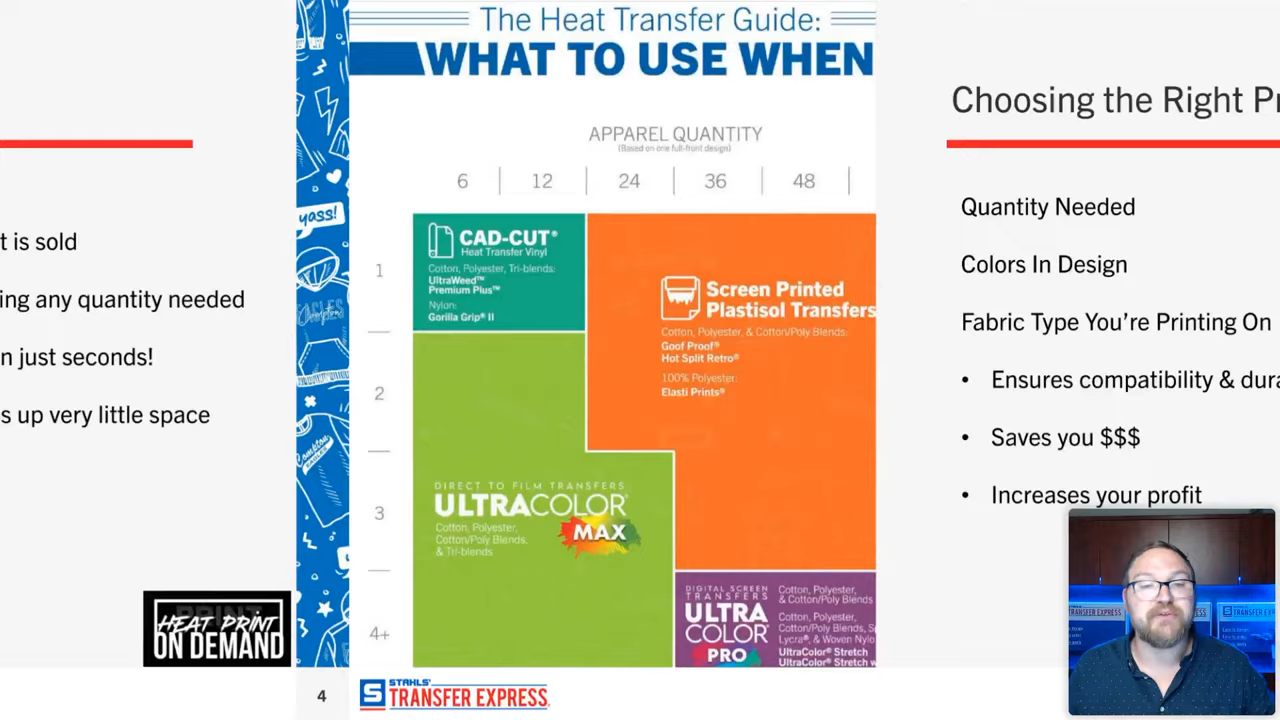 t is sold
ing any quantity needed
n just seconds!
s up very little space
HEAT PRINT
ON DEMAND
yass!
The Heat Transfer Guide:
WHAT TO USE WHEN
APPAREL QUANTITY
(Based on one full-front design)
6 12 24 36 48
1
2
3
4+
CAD-CUT®
Heat Transfer Vinyl
Cotton, Polyester, Tri-blends:
UltraWeed™
Premium Plus™
Nylon:
Gorilla Grip® II
Screen Printed
Plastisol Transfers
Cotton, Polyester, & Cotton/Poly Blends:
Goof Proof®
Hot Split Retro®
100% Polyester:
Elasti Prints®
DIRECT TO FILM TRANSFERS
ULTRACOLOR®
MAX
Cotton, Polyester,
Cotton/Poly Blends,
& Tri-blends
DIGITAL SCREEN
TRANSFERS
ULTRA
COLOR®
PRO
Cotton, Polyester,
& Cotton/Poly Blends
Cotton, Polyester,
Cotton/Poly Blends, S
Lycra®, & Woven Nylo
UltraColor® Stretch
UltraColor® Stretch w
4
S STAHLS'
TRANSFER EXPRESS.
Choosing the Right Pr
Quantity Needed
Colors In Design
Fabric Type You're Printing On
• Ensures compatibility & dura
• Saves you $$$
• Increases your profit
TRANSFER EXPRESS